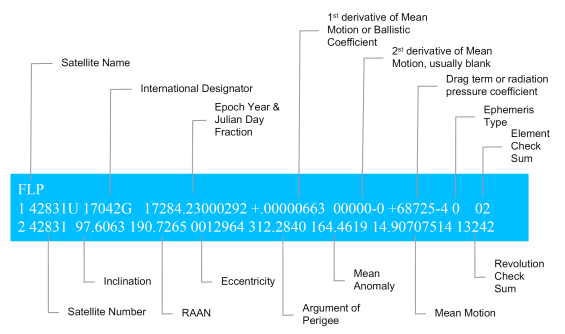 1st derivative of Mean
Motion or Ballistic
Coefficient
2st derivative of Mean
Motion, usually blank
Satellite Name
International Designator
Drag term or radiation
pressure coefficient
Epoch Year &
Julian Day
Fraction
Ephemeris
Type
Element
Check
Sum
FLP
1 42831U 17042G 17284.23000292 +.00000663 00000-0 +68725-4 0 02
2 42831 97.6063 190.7265 0012964 312.2840 164.4619 14.90707514 13242
Inclination
Eccentricity
Mean
Anomaly
Revolution
Check
Sum
Satellite Number
RAAN
Argument of
Perigee
Mean Motion